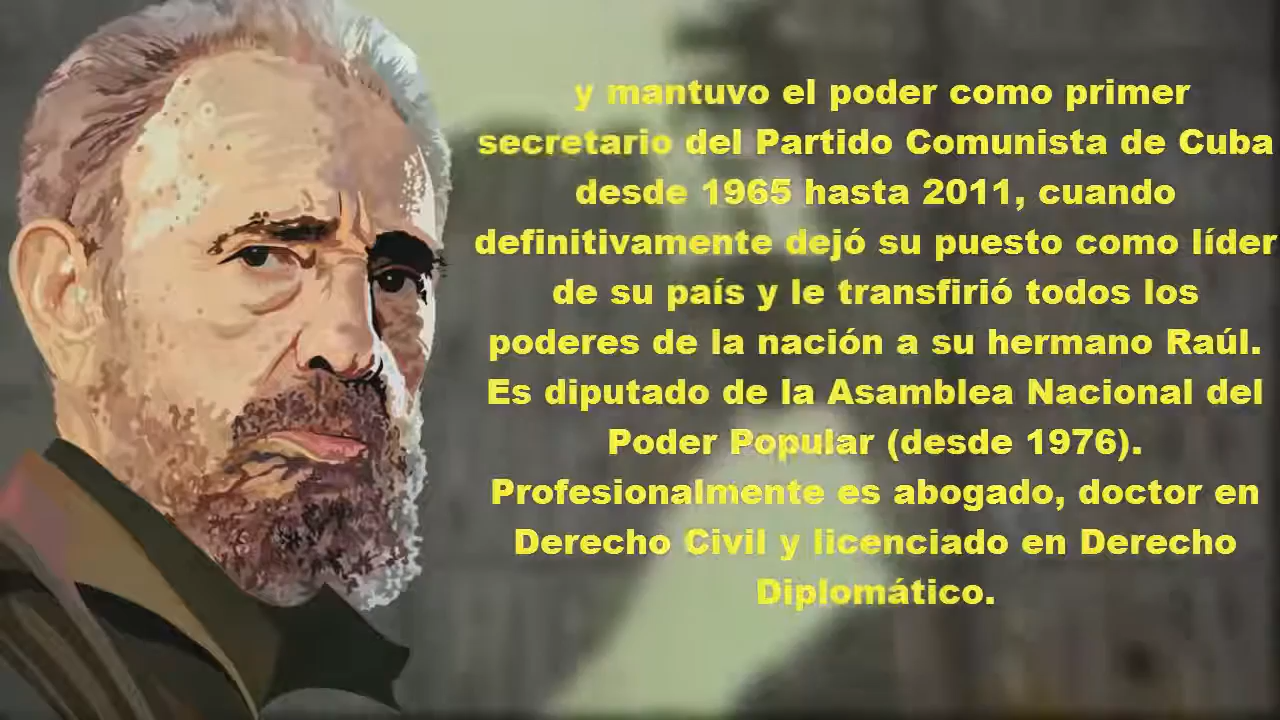 y mantuvo el poder como primer
secretario del Partido Comunista de Cuba
desde 1965 hasta 2011, cuando
definitivamente dejó su puesto como líder
de su país y le transfirió todos los
poderes de la nación a su hermano Raúl.
Es diputado de la Asamblea Nacional del
Poder Popular (desde 1976).
Profesionalmente es abogado, doctor en
Derecho Civil y licenciado en Derecho
Diplomático.